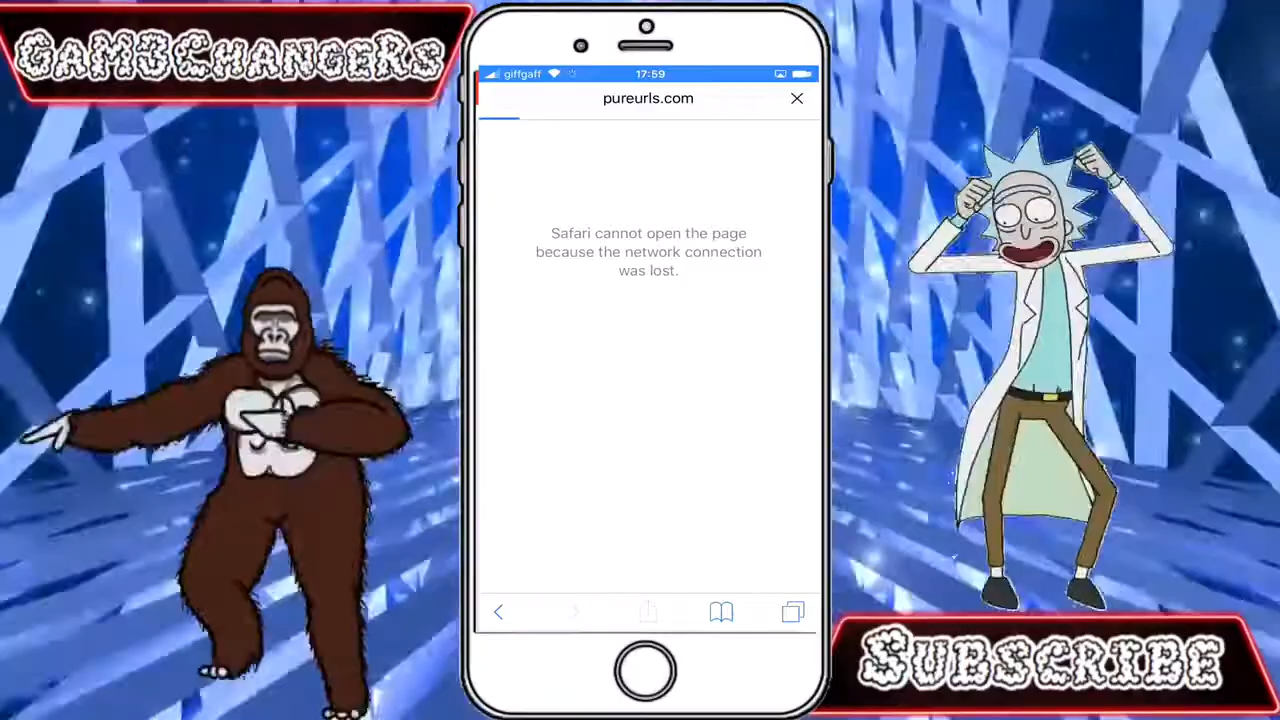 GaM3ChangeRs
giffgaff
17:59
pureurls.com
Safari cannot open the page
because the network connection
was lost.
Subscribe